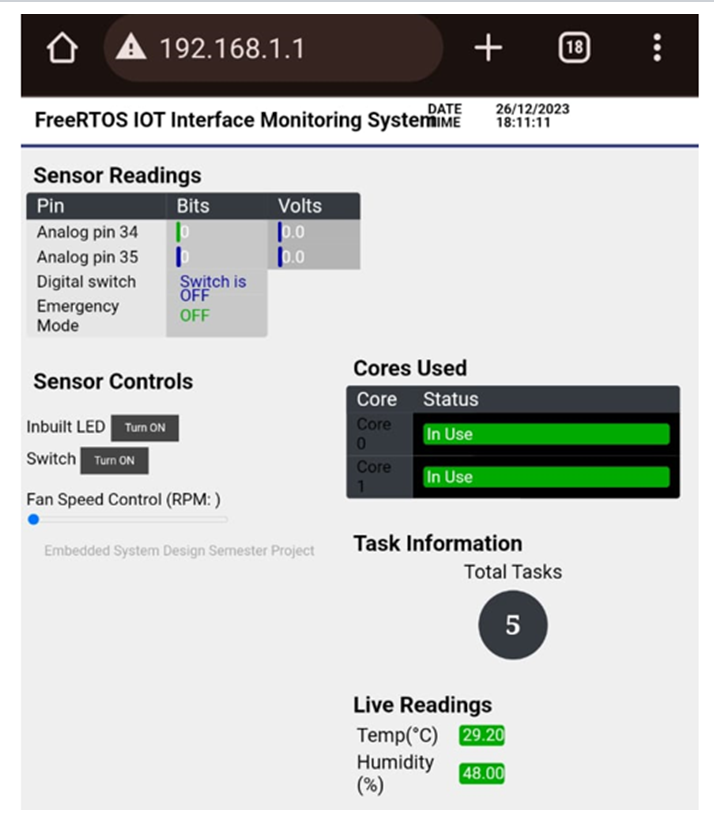 192.168.1.1
18
FreeRTOS IOT Interface Monitoring System
DATE 26/12/2023
TIME 18:11:11
Sensor Readings
Pin Bits Volts
Analog pin 34 0 0.0
Analog pin 35 0 0.0
Digital switch Switch is
OFF
Emergency
Mode OFF
Sensor Controls
Inbuilt LED Turn ON
Switch Turn ON
Fan Speed Control (RPM: )
Embedded System Design Semester Project
Cores Used
Core Status
Core
0 In Use
Core
1 In Use
Task Information
Total Tasks
5
Live Readings
Temp(°C) 29.20
Humidity
(%) 48.00